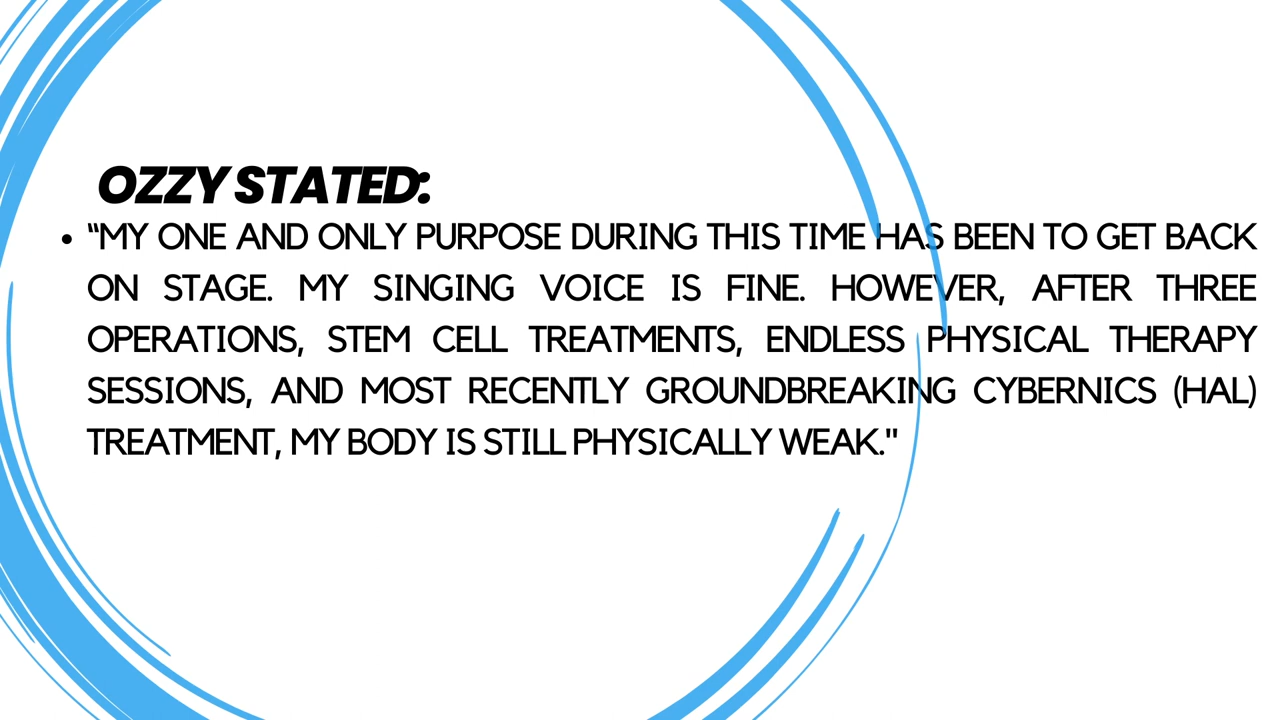 OZZY STATED:
• “MY ONE AND ONLY PURPOSE DURING THIS TIME HAS BEEN TO GET BACK
ON STAGE. MY SINGING VOICE IS FINE. HOWEVER, AFTER THREE
OPERATIONS, STEM CELL TREATMENTS, ENDLESS PHYSICAL THERAPY
SESSIONS, AND MOST RECENTLY GROUNDBREAKING CYBERNICS (HAL)
TREATMENT, MY BODY IS STILL PHYSICALLY WEAK."